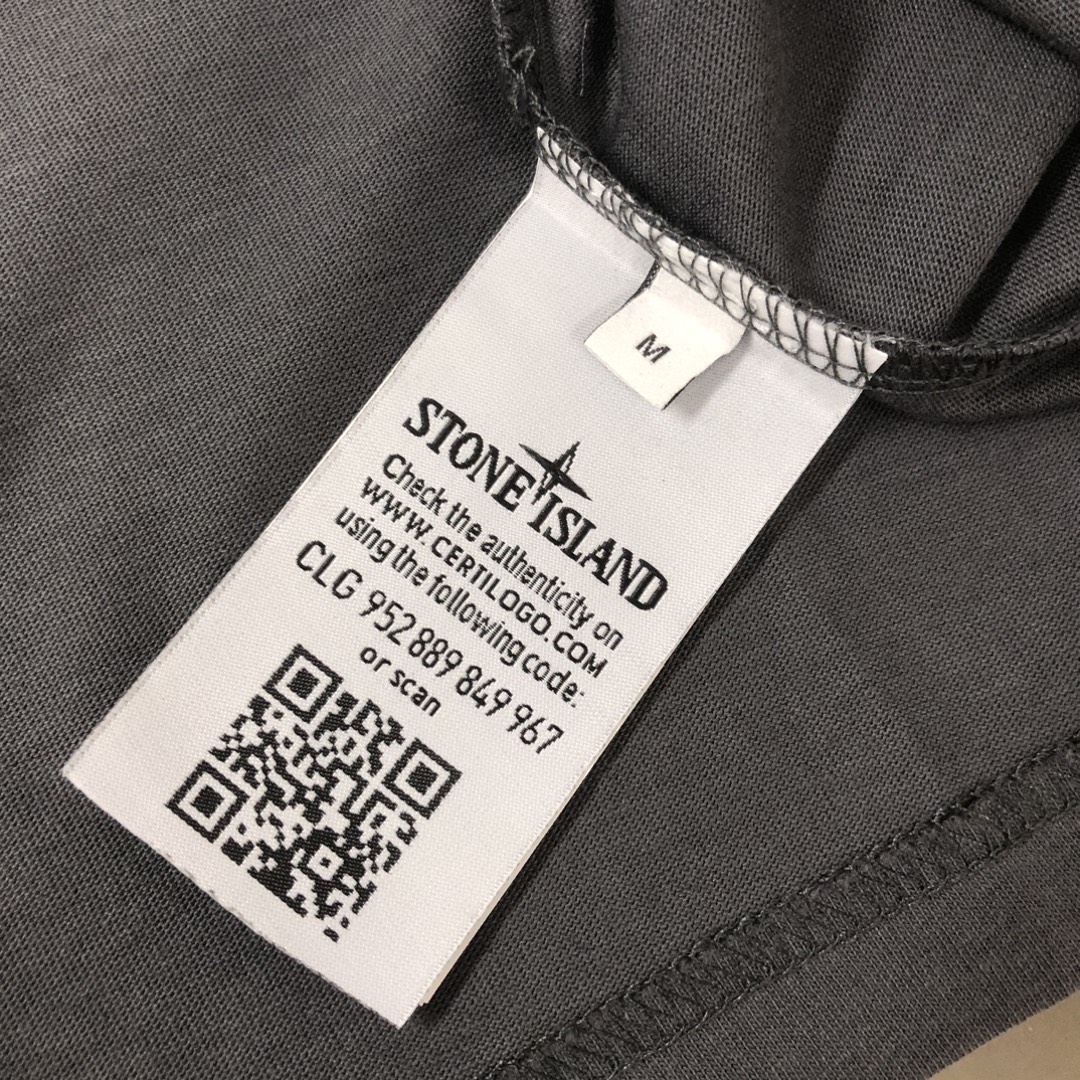 M
STONE ISLAND
Check the authenticity on
WWW.CERTILOGO.COM
using the following code:
CLG 952 889 849 967
or scan